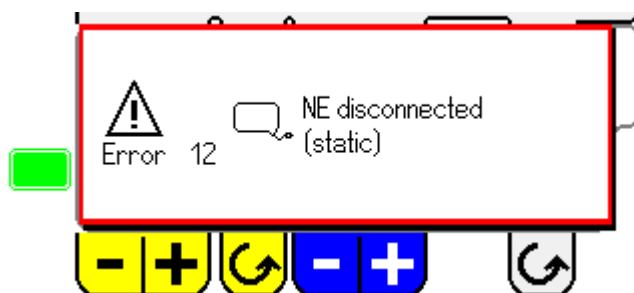 NE disconnected
Error 12 (static)
- + - +